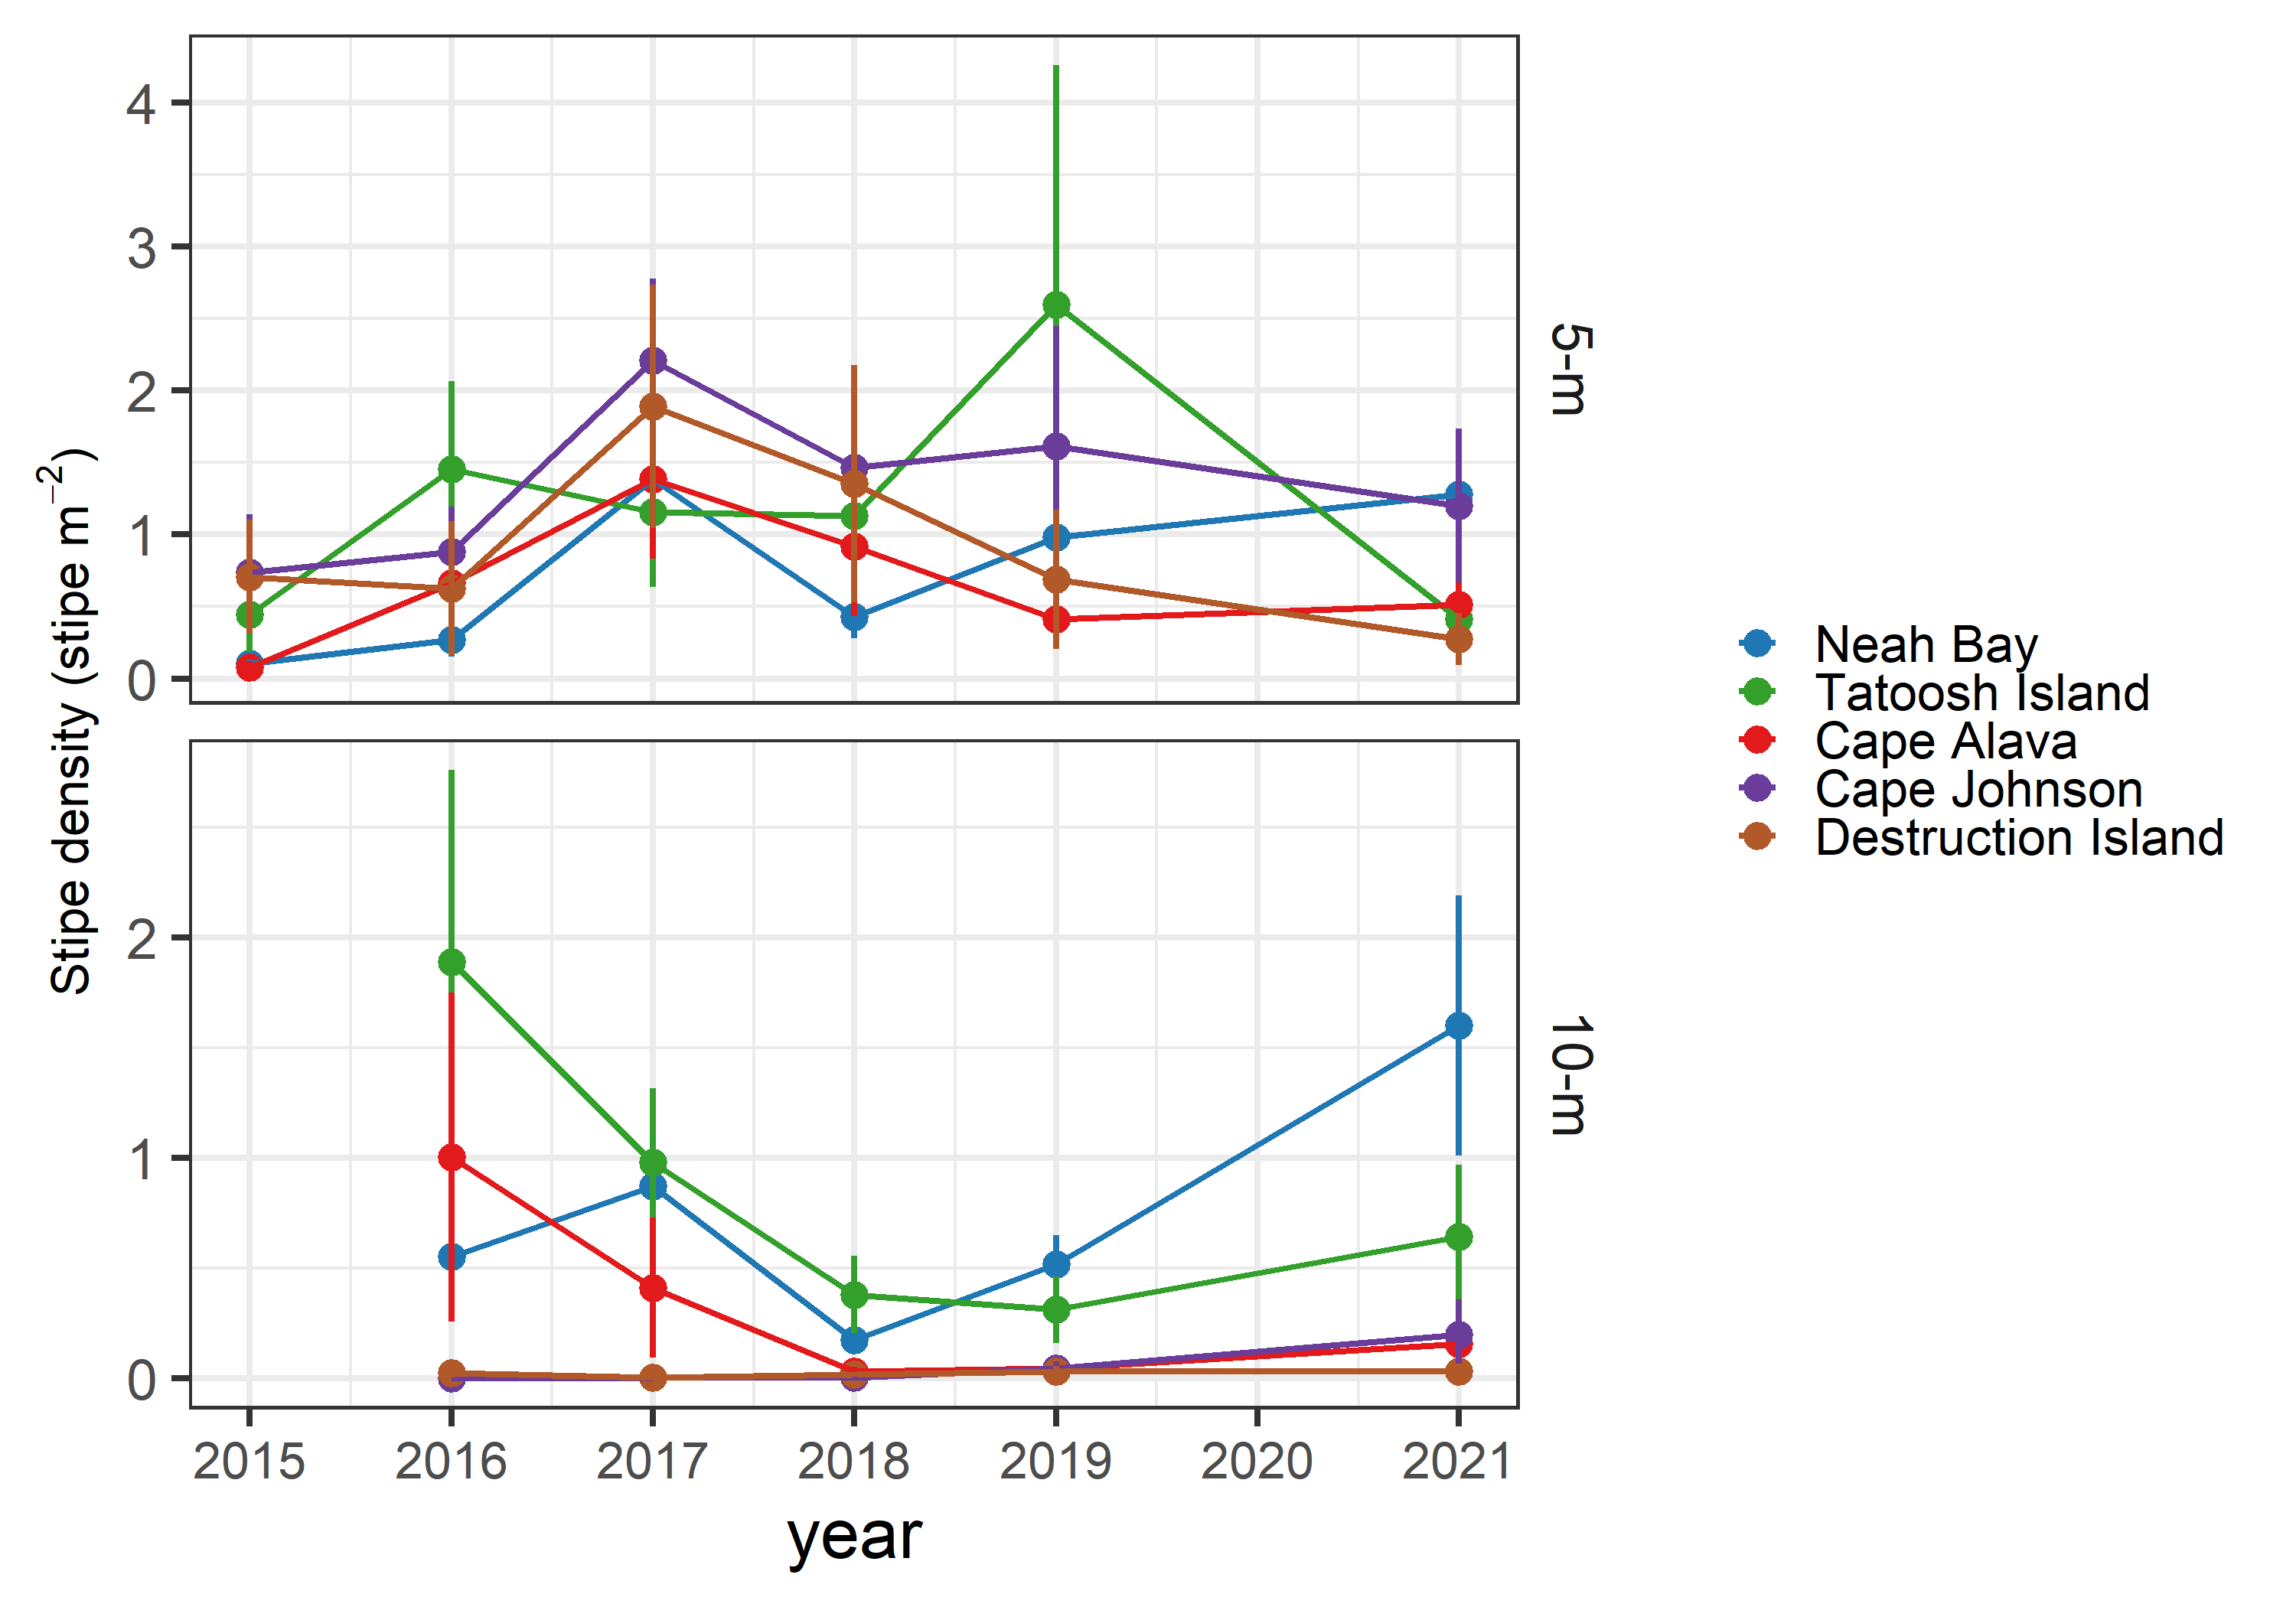 4
3
2
1
0
5-m
Stipe density (stipe m⁻²)
2
1
0
10-m
2015 2016 2017 2018 2019 2020 2021
year
Neah Bay
Tatoosh Island
Cape Alava
Cape Johnson
Destruction Island